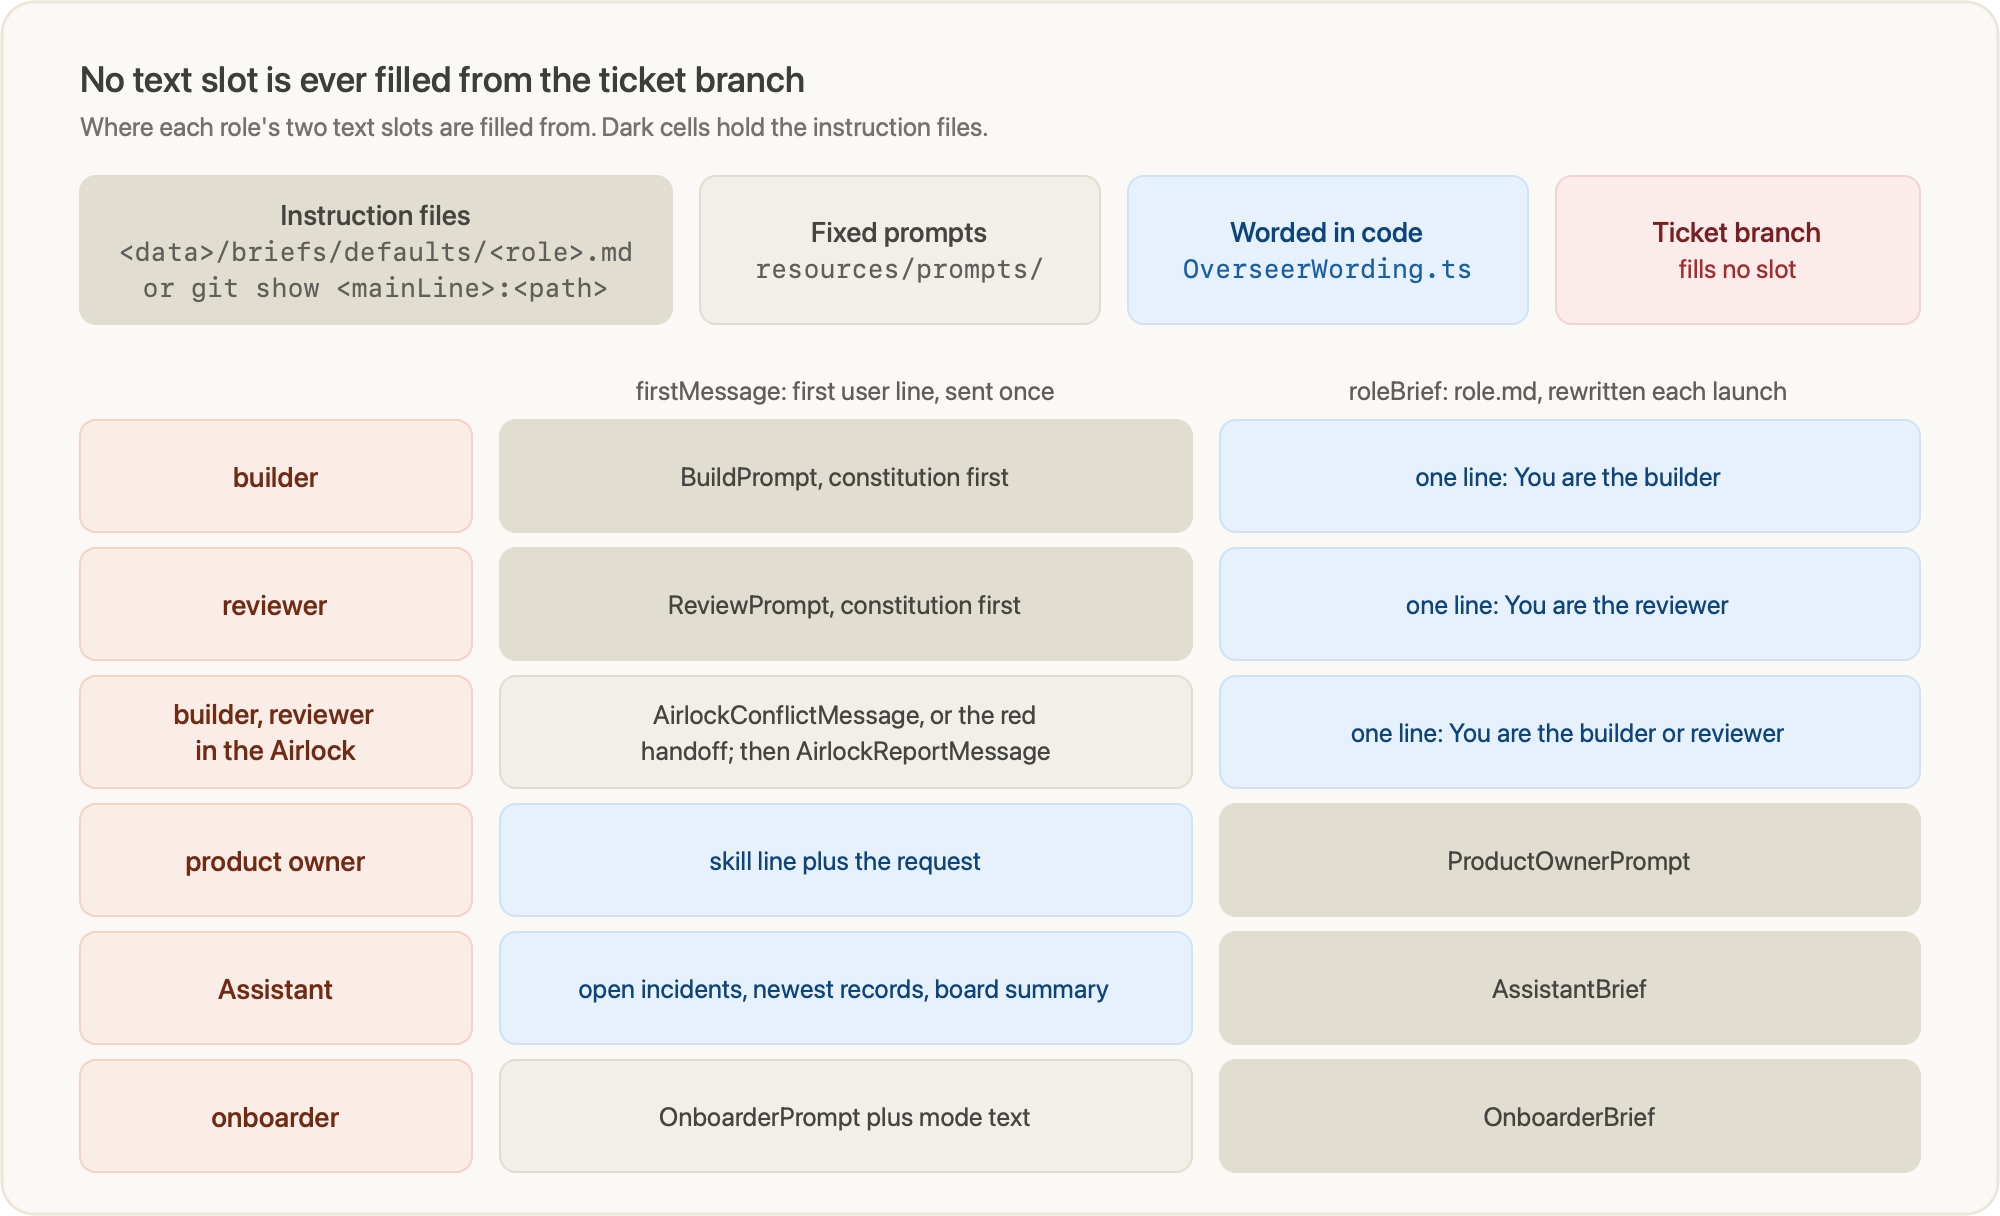 No text slot is ever filled from the ticket branch
Where each role's two text slots are filled from. Dark cells hold the instruction files.
Instruction files
<data>/briefs/defaults/<role>.md
or git show <mainLine>:<path>
Fixed prompts
resources/prompts/
Worded in code
OverseerWording.ts
Ticket branch
fills no slot
firstMessage: first user line, sent once
roleBrief: role.md, rewritten each launch
builder
BuildPrompt, constitution first
one line: You are the builder
reviewer
ReviewPrompt, constitution first
one line: You are the reviewer
builder, reviewer
in the Airlock
AirlockConflictMessage, or the red
handoff; then AirlockReportMessage
one line: You are the builder or reviewer
product owner
skill line plus the request
ProductOwnerPrompt
Assistant
open incidents, newest records, board summary
AssistantBrief
onboarder
OnboarderPrompt plus mode text
OnboarderBrief